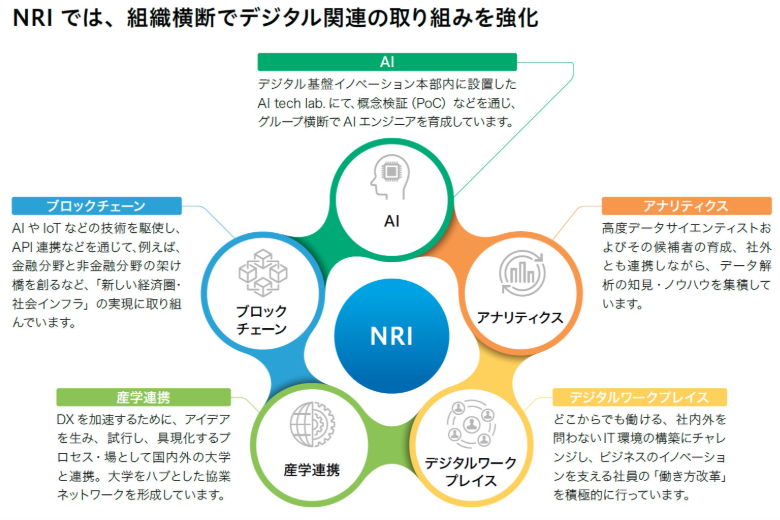 NRI では、組織横断でデジタル関連の取り組みを強化
AI
デジタル基盤イノベーション本部内に設置した
AI tech lab. にて、概念検証(PoC)などを通じ、
グループ横断で AI エンジニアを育成しています。
AI
ブロックチェーン
AI や IoT などの技術を駆使し、
API 連携などを通じて、例えば、
金融分野と非金融分野の架け
橋を創るなど、「新しい経済圏・
社会インフラ」の実現に取り組
んでいます。
ブロック
チェーン
アナリティクス
高度データサイエンティスト
およびその候補者の育成、社外
とも連携しながら、データ解
析の知見・ノウハウを集積して
います。
アナリティクス
NRI
産学連携
DX を加速するために、アイデア
を生み、試行し、具現化するプロ
セス・場として国内外の大学
と連携。大学をハブとした協業
ネットワークを形成しています。
産学連携
デジタルワークプレイス
どこからでも働ける、社内外を
問わない IT 環境の構築にチャレ
ンジし、ビジネスのイノベーション
を支える社員の「働き方改革」
を積極的に行っています。
デジタルワーク
プレイス